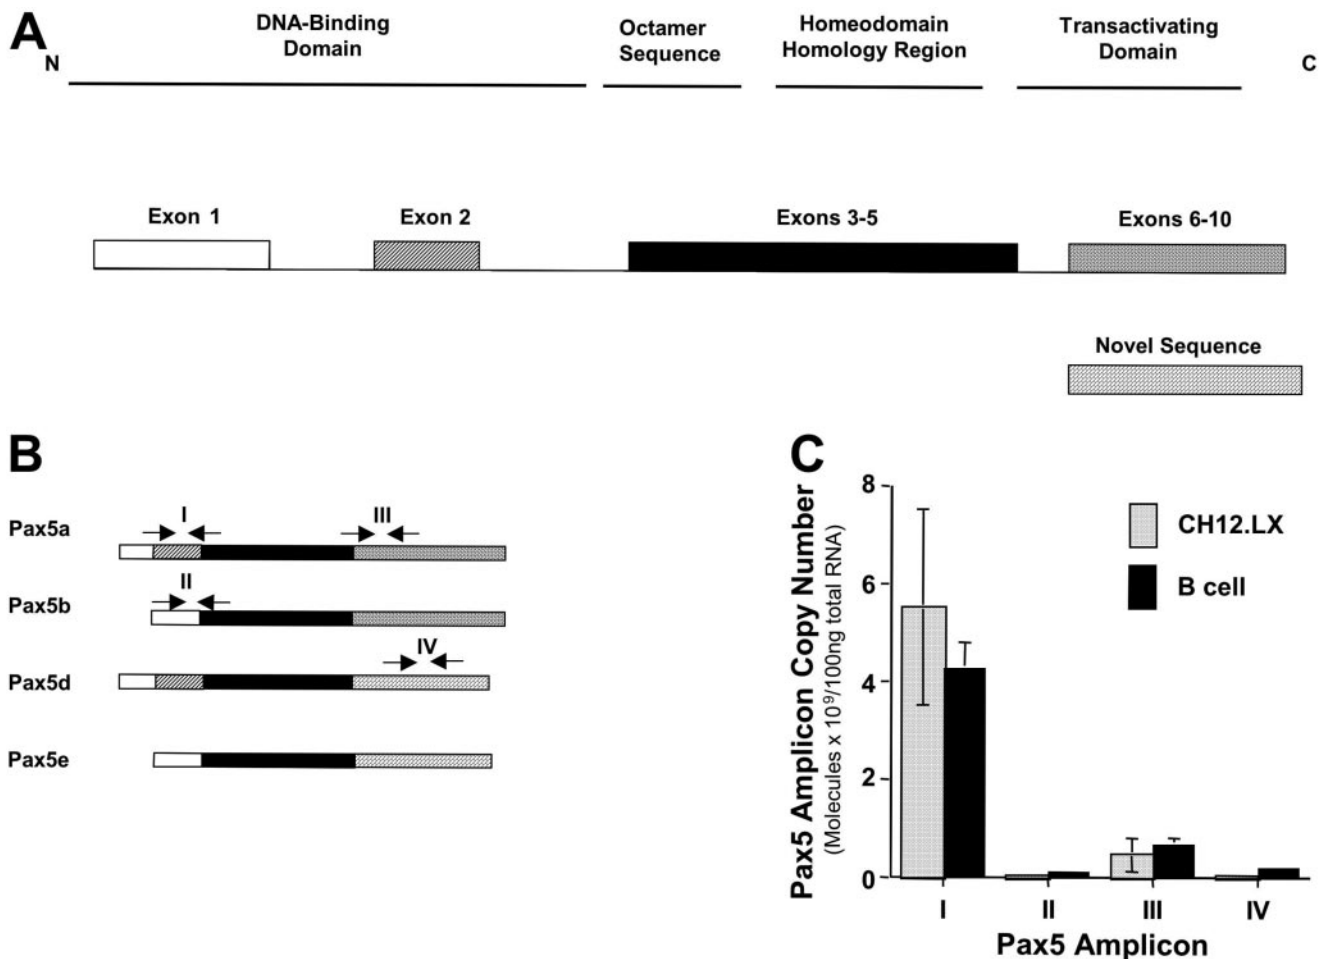 A
N
DNA-Binding
Domain
Octamer
Sequence
Homeodomain
Homology Region
Transactivating
Domain
C
Exon 1
Exon 2
Exons 3-5
Exons 6-10
Novel Sequence
B
Pax5a
I
III
Pax5b
II
Pax5d
IV
Pax5e
C
Pax5 Amplicon Copy Number
(Molecules x 10⁹/100ng total RNA)
8
6
4
2
0
CH12.LX
B cell
I
II
III
IV
Pax5 Amplicon